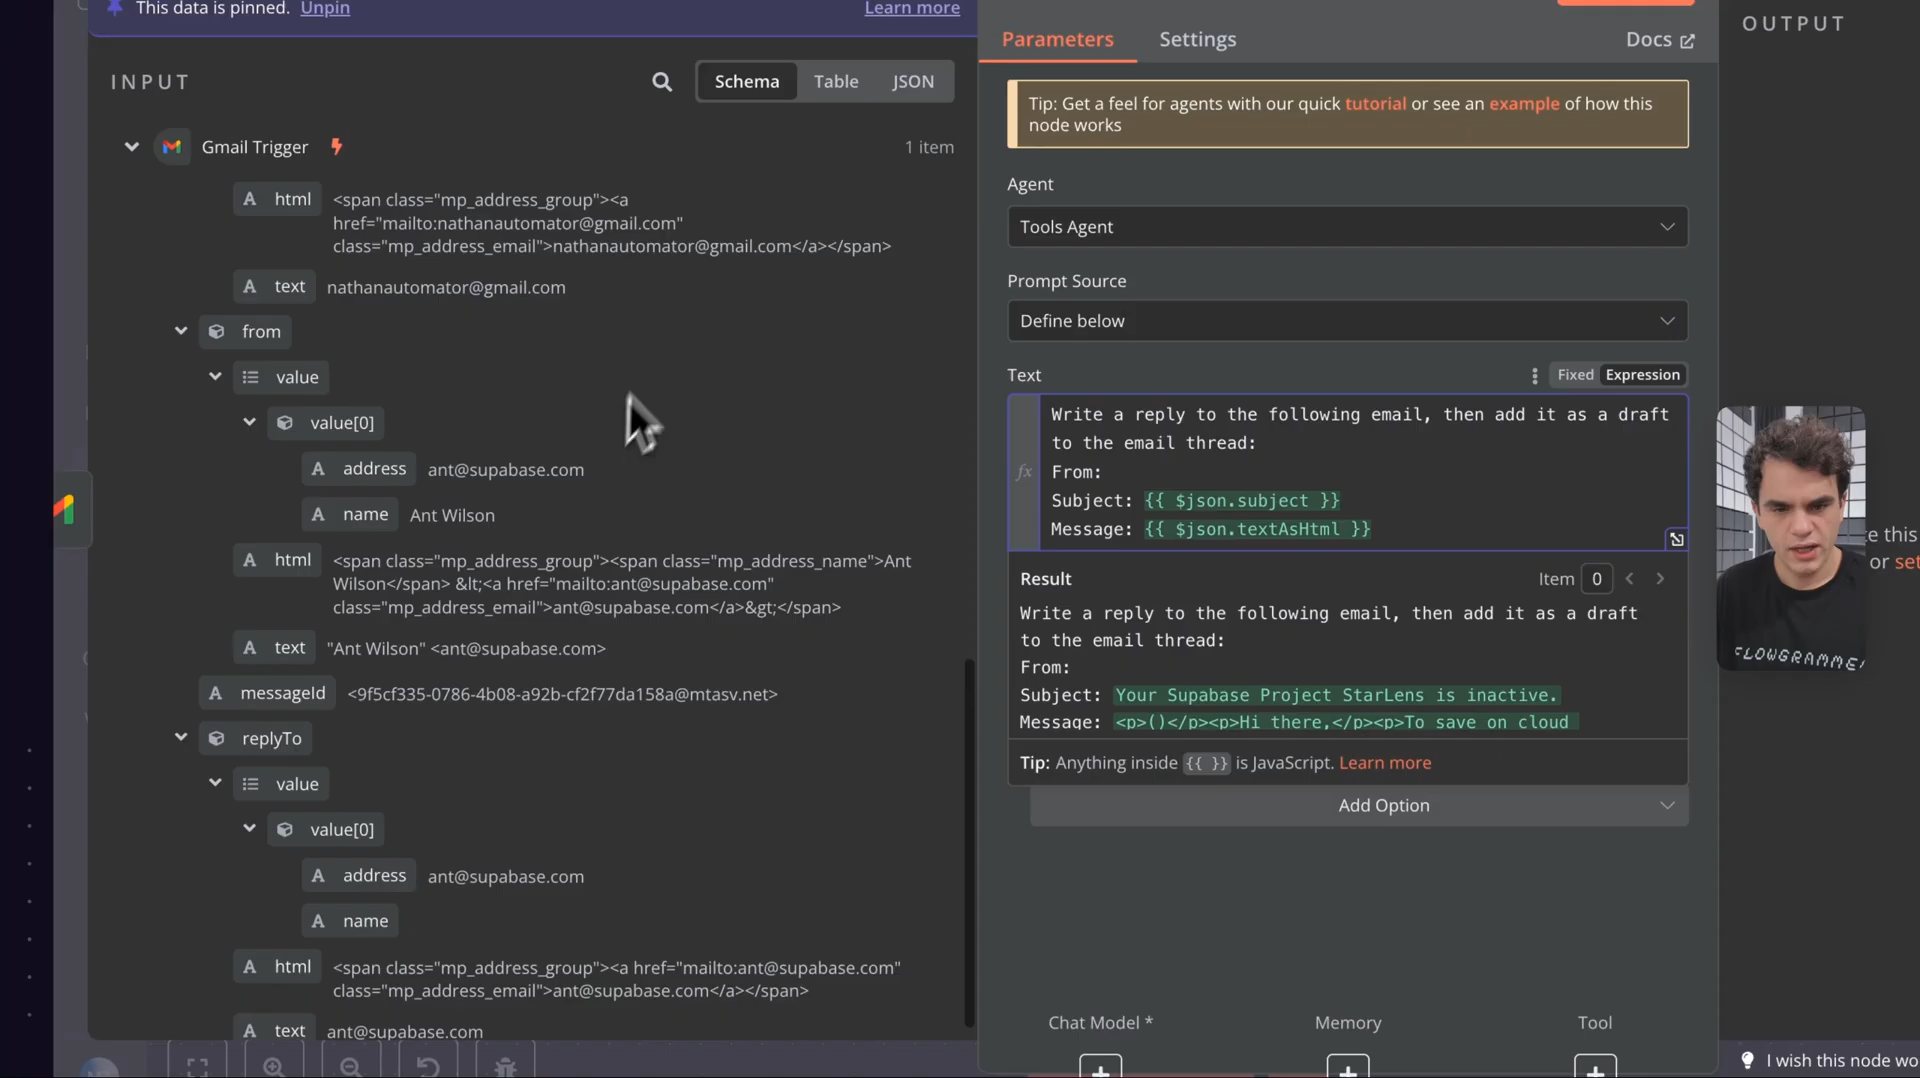 This data is pinned. Unpin
Learn more
INPUT
Schema
Table
JSON
Gmail Trigger
1 item
A html
<span class="mp_address_group"><a
href="mailto:nathanautomator@gmail.com"
class="mp_address_email">nathanautomator@gmail.com</a></span>
A text
nathanautomator@gmail.com
from
value
value[0]
A address
ant@supabase.com
A name
Ant Wilson
A html
<span class="mp_address_group"><span class="mp_address_name">Ant
Wilson</span> &lt;<a href="mailto:ant@supabase.com"
class="mp_address_email">ant@supabase.com</a>&gt;</span>
A text
"Ant Wilson" <ant@supabase.com>
A messageId
<9f5cf335-0786-4b08-a92b-cf2f77da158a@mtasv.net>
replyTo
value
value[0]
A address
ant@supabase.com
A name
A html
<span class="mp_address_group"><a href="mailto:ant@supabase.com"
class="mp_address_email">ant@supabase.com</a></span>
A text
ant@supabase.com
Parameters
Settings
Docs
Tip: Get a feel for agents with our quick tutorial or see an example of how this
node works
Agent
Tools Agent
Prompt Source
Define below
Text
Fixed
Expression
fx
Write a reply to the following email, then add it as a draft
to the email thread:
From:
Subject: {{ $json.subject }}
Message: {{ $json.textAsHtml }}
Result
Item 0
Write a reply to the following email, then add it as a draft
to the email thread:
From:
Subject: Your Supabase Project StarLens is inactive.
Message: <p>()</p><p>Hi there,</p><p>To save on cloud
Tip: Anything inside {{ }} is JavaScript. Learn more
Add Option
Chat Model *
Memory
Tool
OUTPUT
e this
or set
FLOWGRAMMER
I wish this node wo